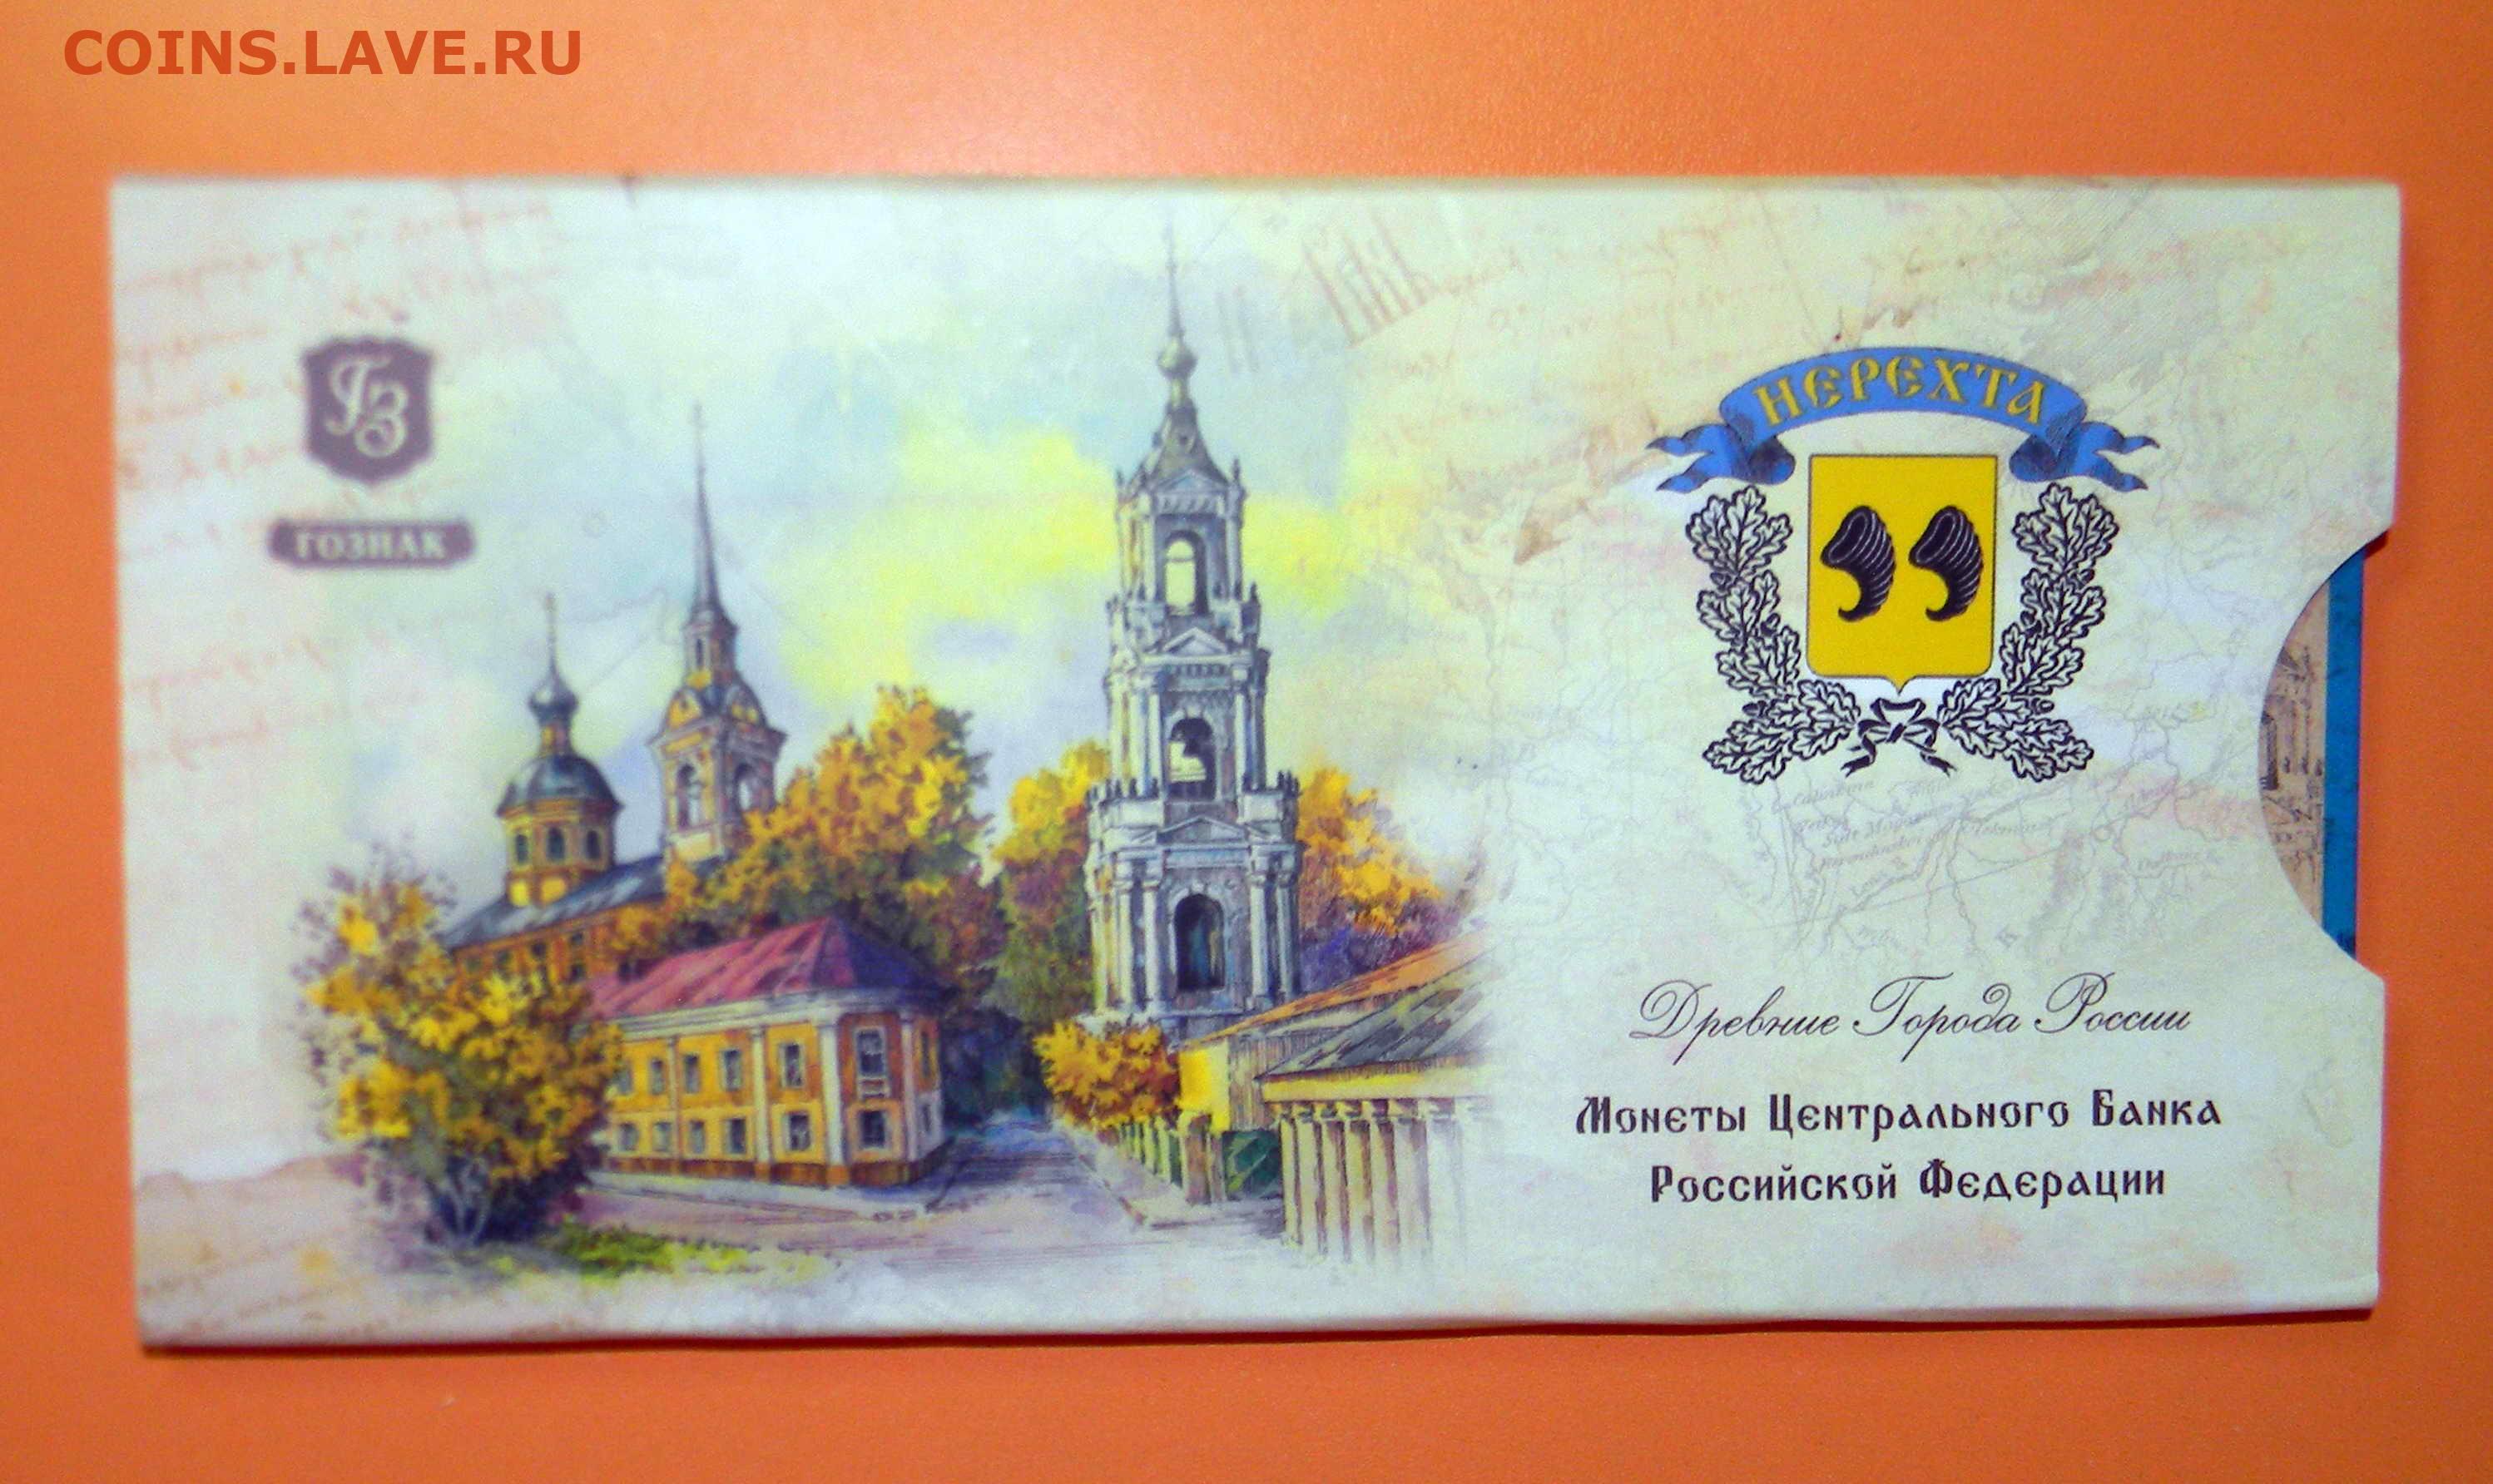 COINS.LAVE.RU
ГЗ
ГОЗНАК
НЕРЕХТА
Древние Города России
Монеты Центрального Банка
Российской Федерации